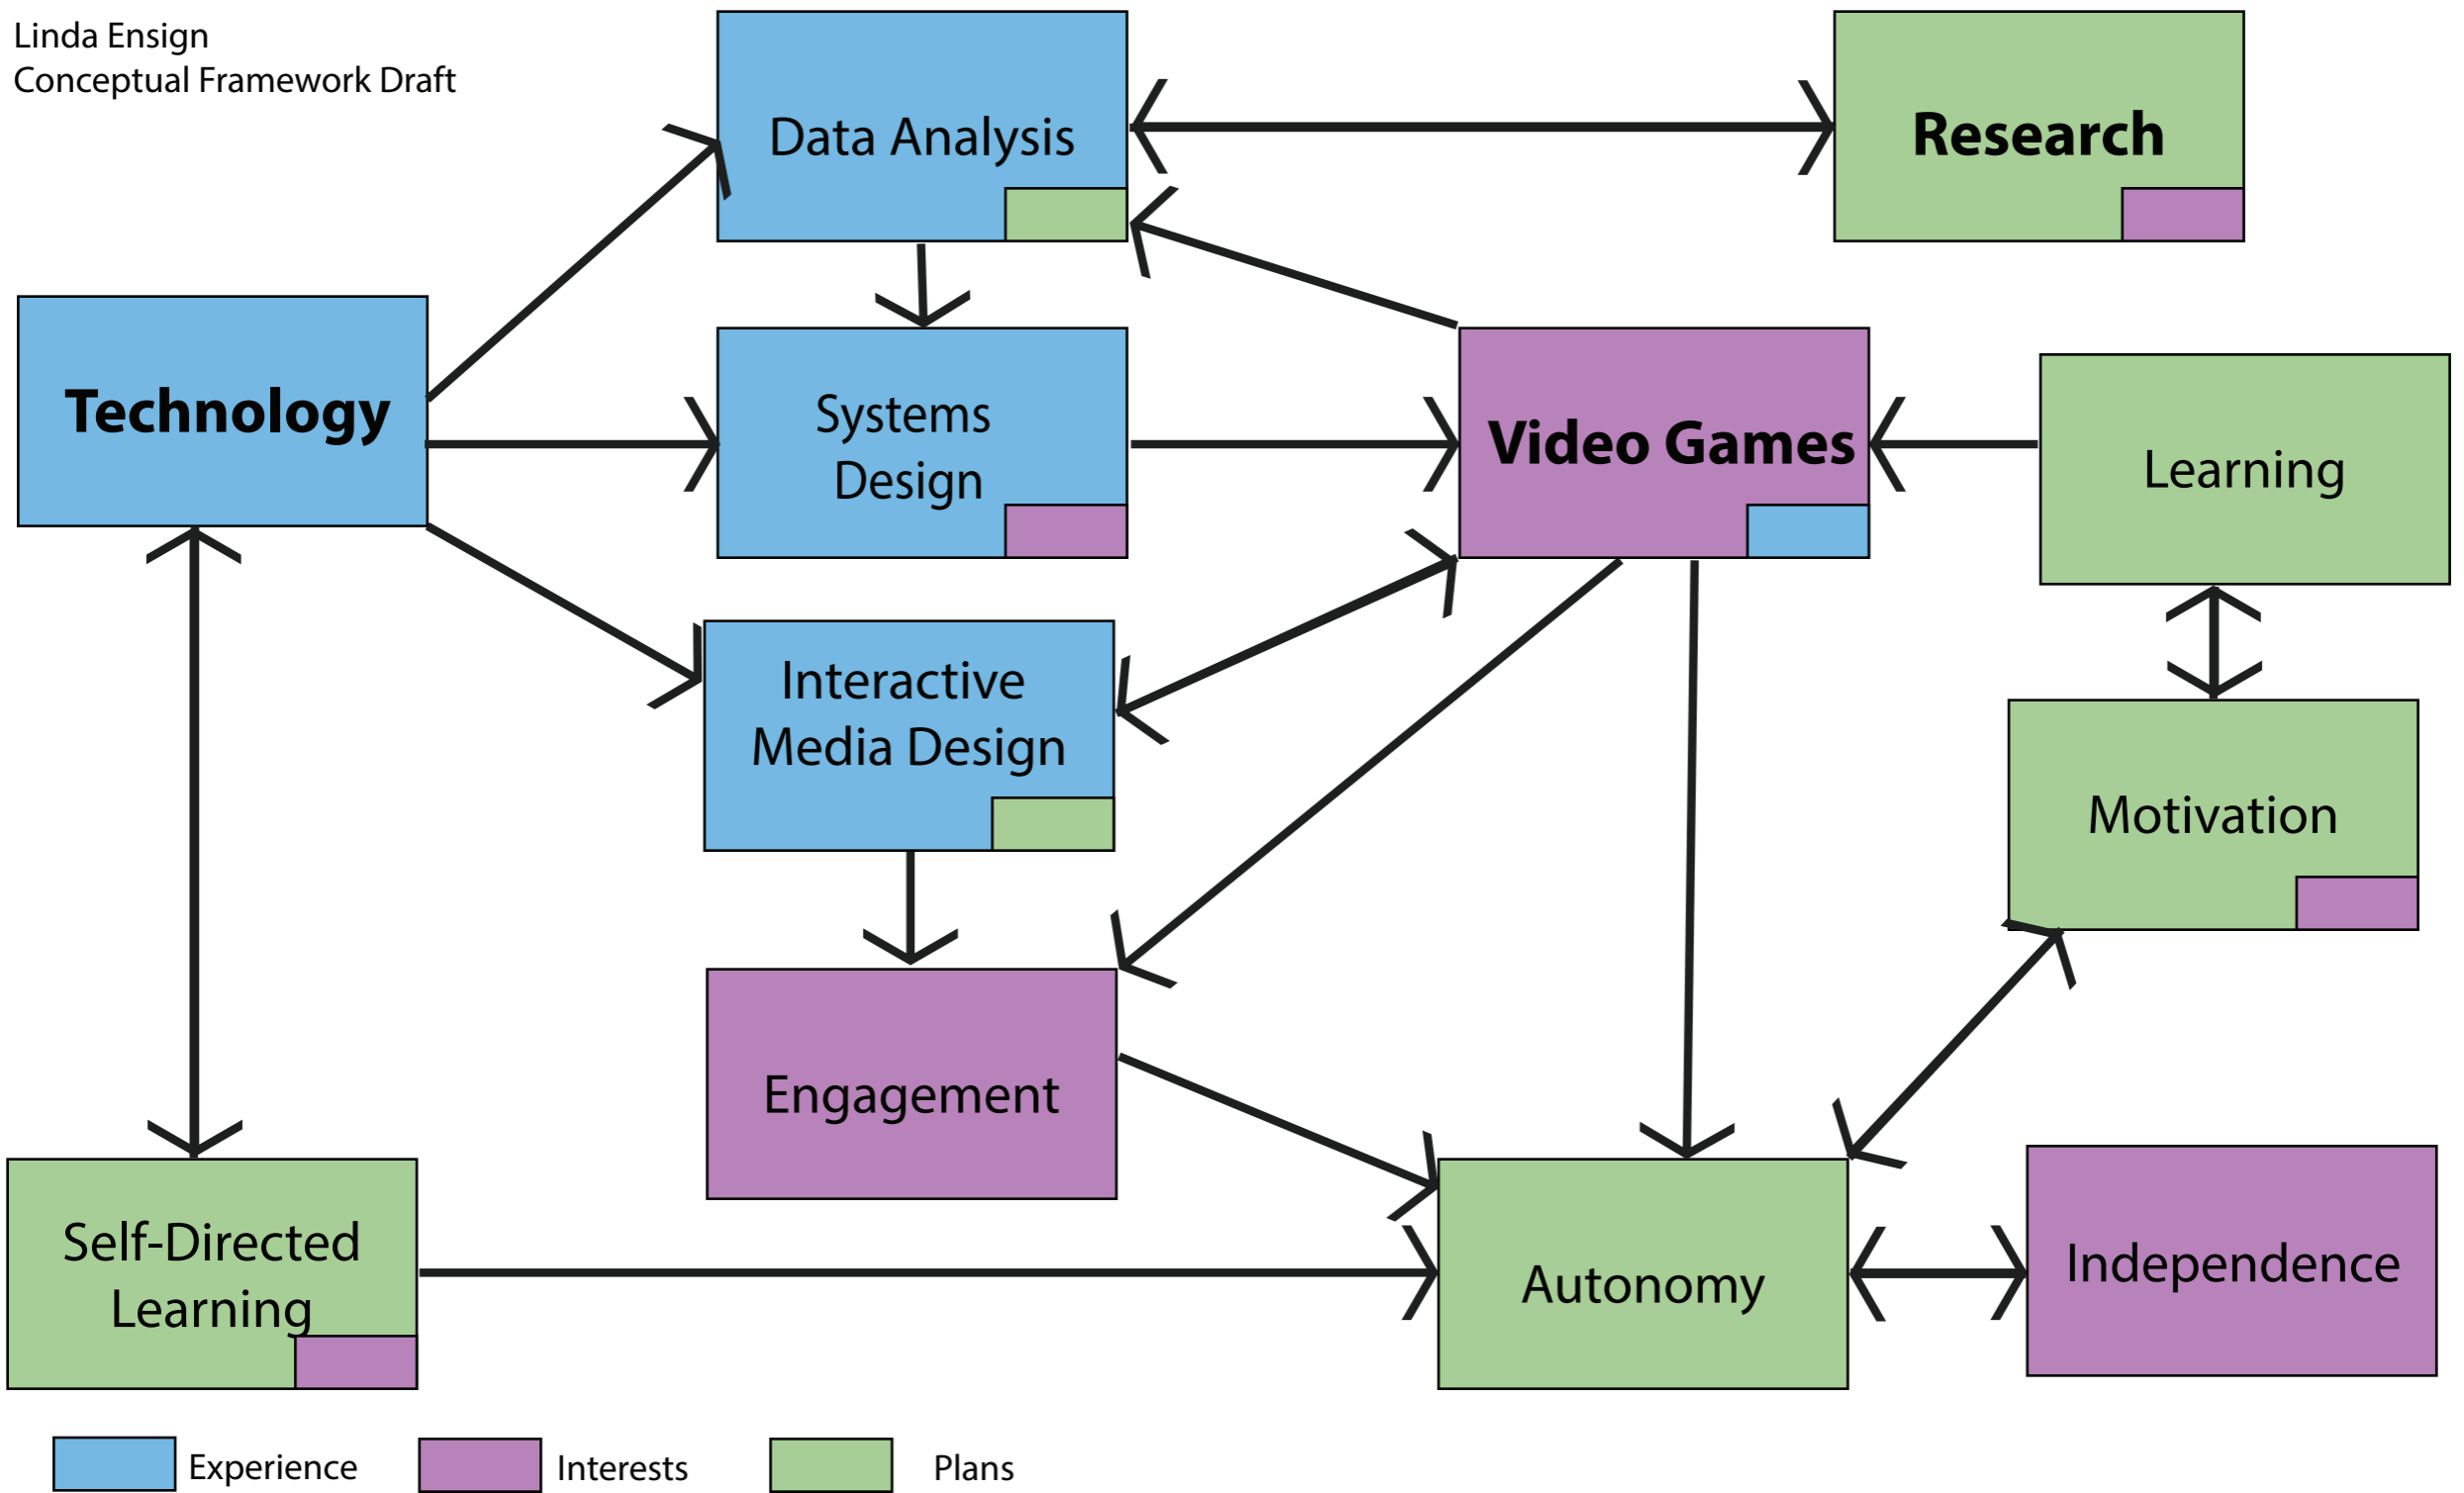 Linda Ensign
Conceptual Framework Draft
Data Analysis
Research
Technology
Systems
Design
Video Games
Learning
Interactive
Media Design
Motivation
Engagement
Self-Directed
Learning
Autonomy
Independence
Experience
Interests
Plans